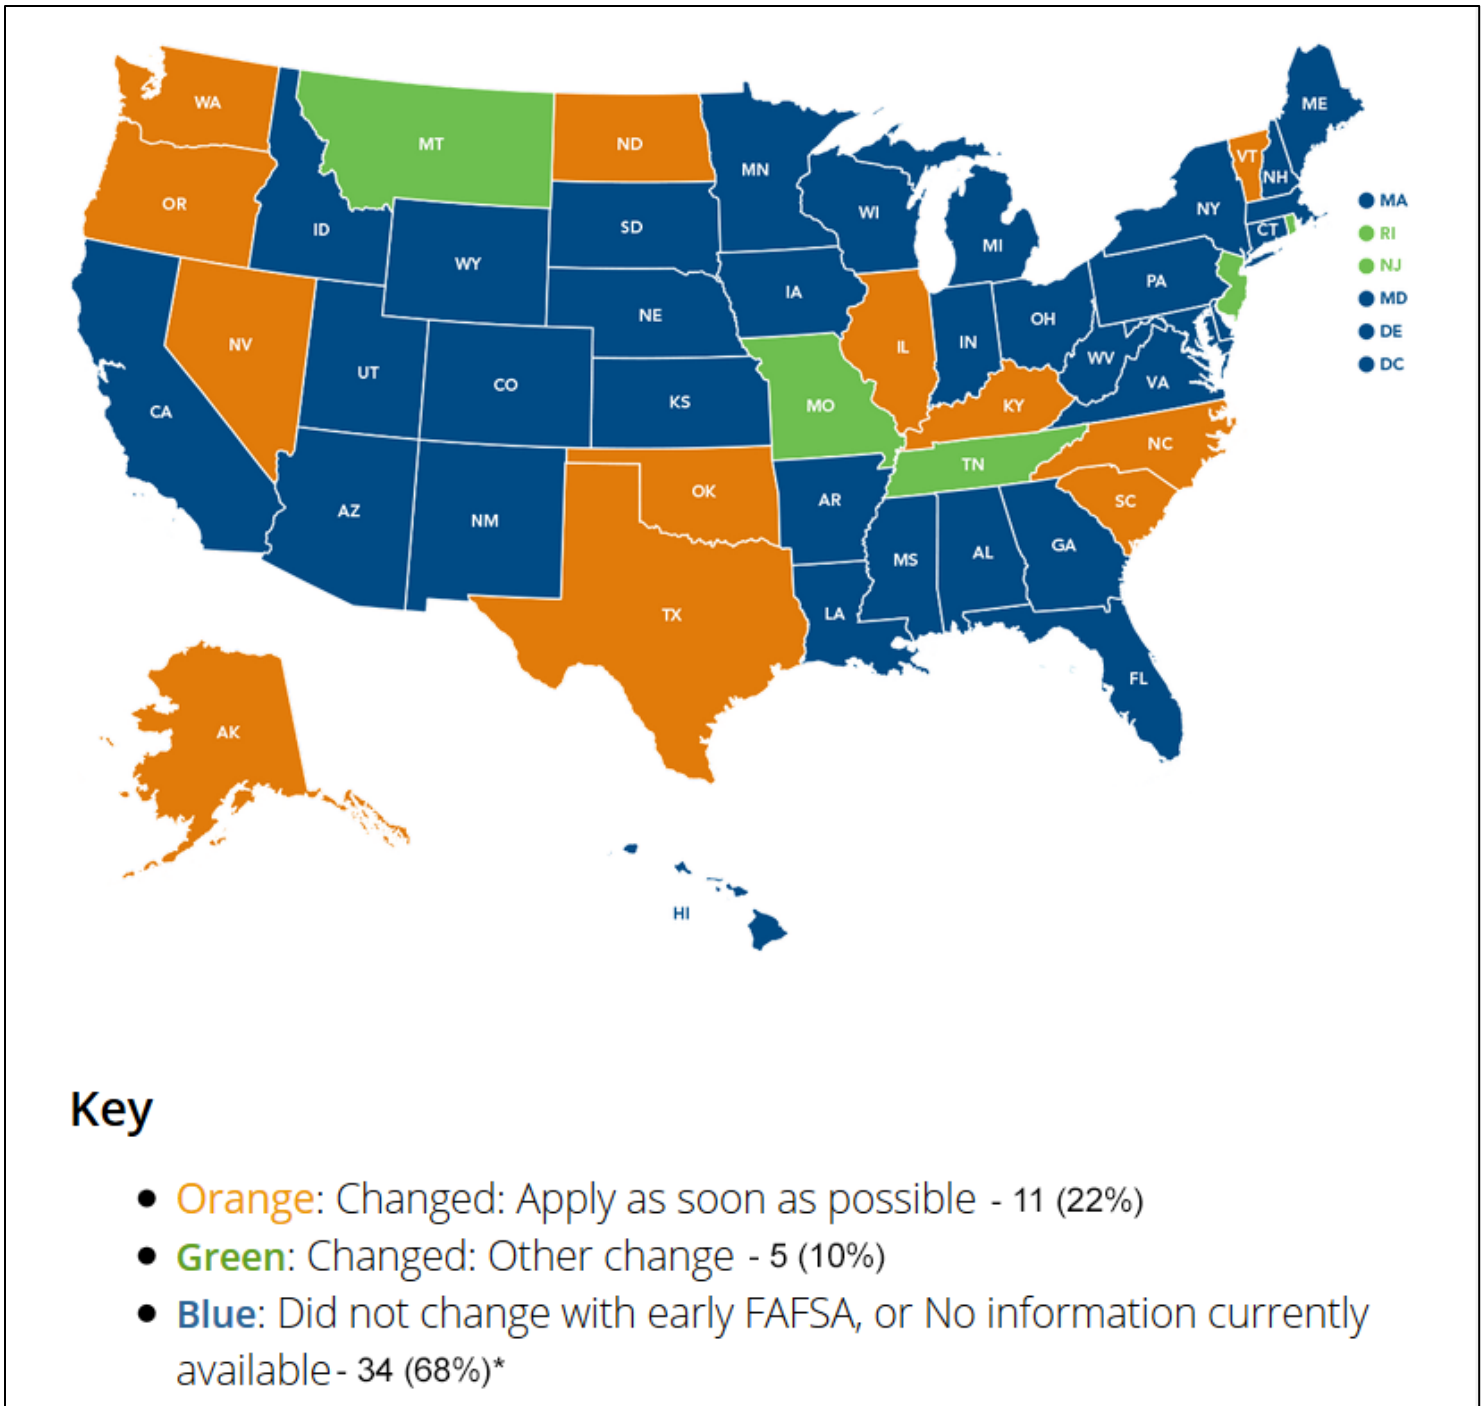 WA
MT
ND
MN
ME
OR
ID
SD
WI
MI
NY
VT
NH
MA
CT
RI
WY
NJ
IA
PA
NE
MD
NV
IL
IN
OH
DE
UT
CO
KS
MO
KY
WV
VA
DC
CA
NC
TN
AZ
NM
OK
AR
SC
MS
AL
GA
TX
LA
FL
AK
HI
Key
• Orange: Changed: Apply as soon as possible - 11 (22%)
• Green: Changed: Other change - 5 (10%)
• Blue: Did not change with early FAFSA, or No information currently
available- 34 (68%)*